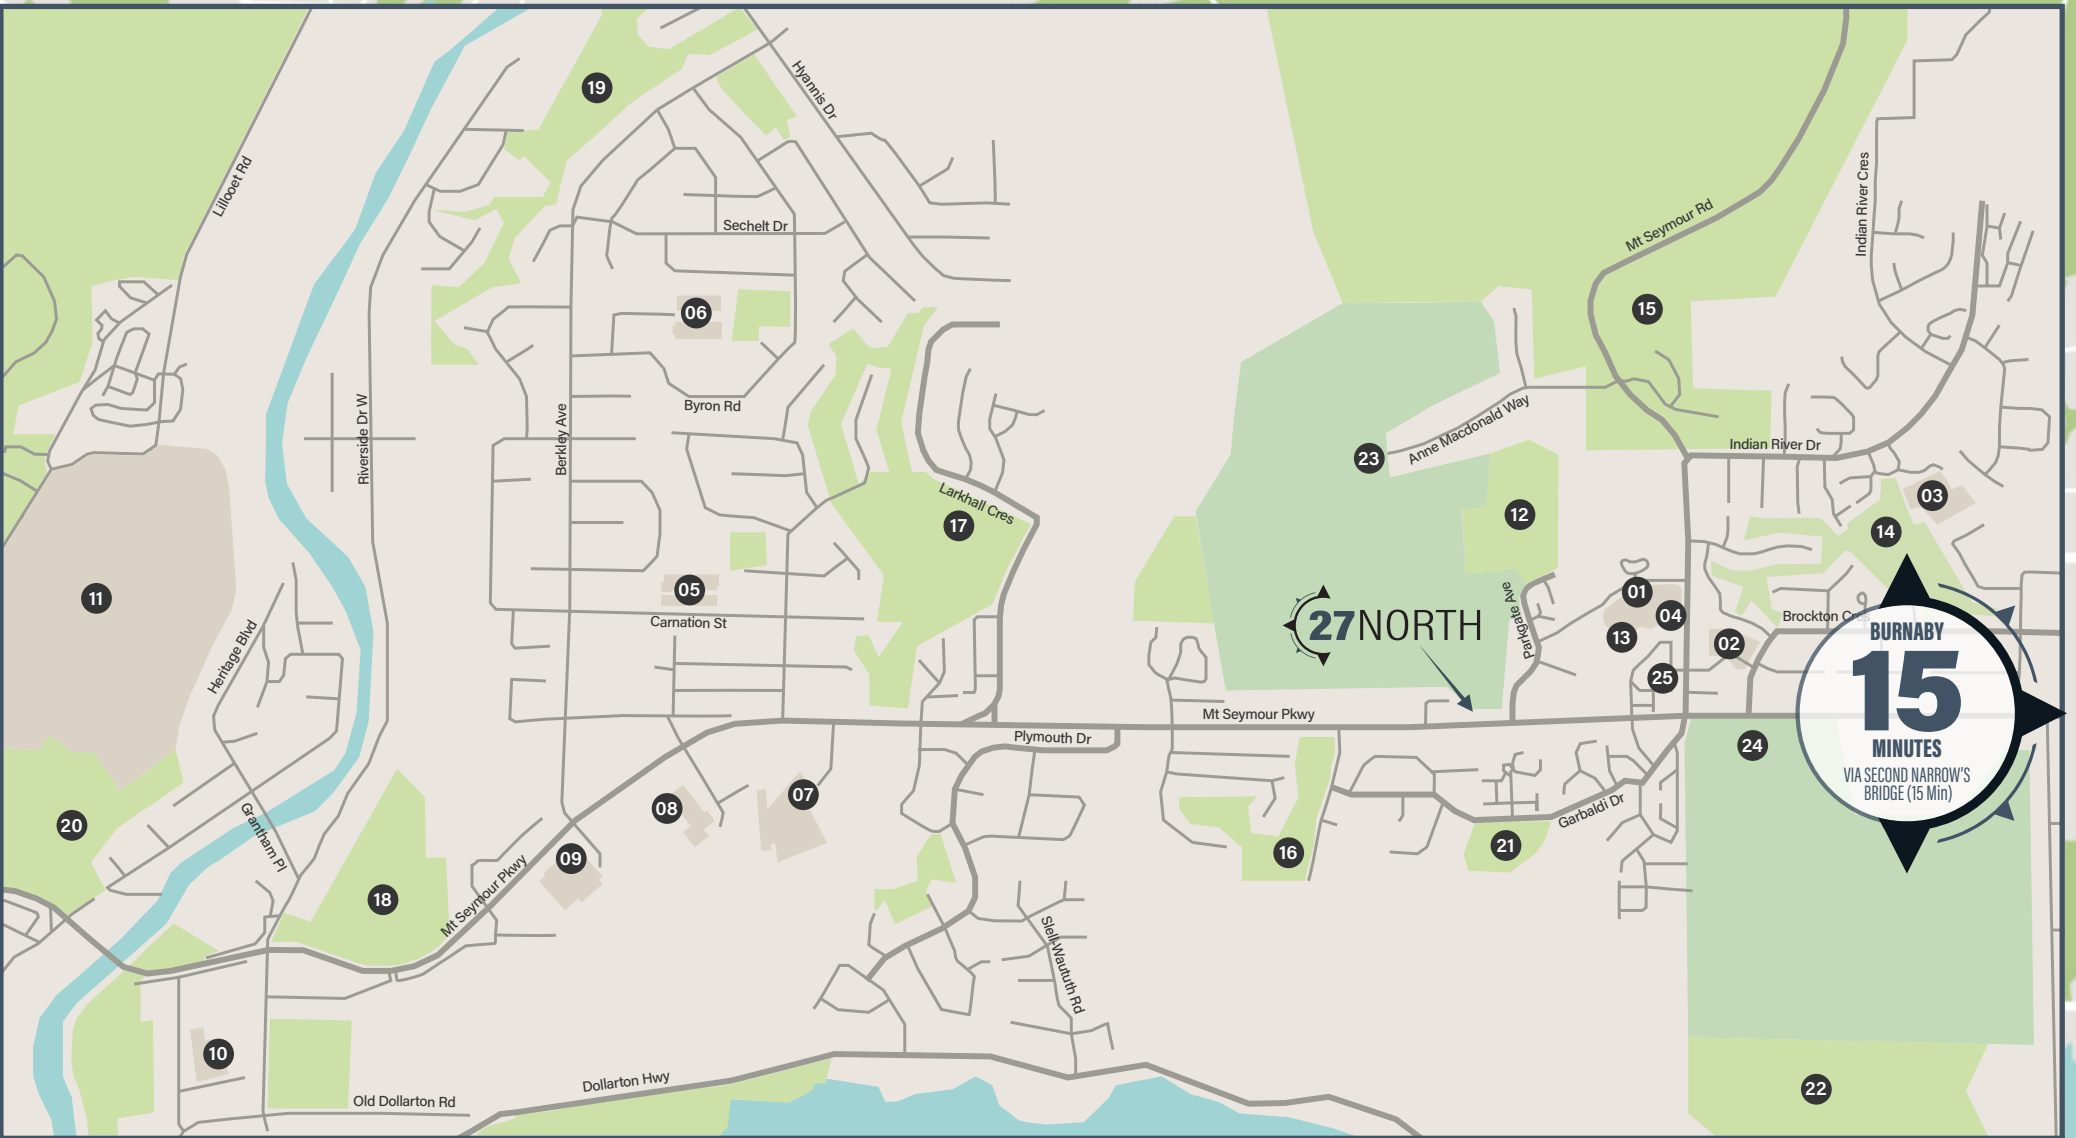 19
Hyannis Dr
Lillooet Rd
Sechelt Dr
Mt Seymour Rd
Indian River Cres
06
15
Byron Rd
Riverside Dr W
Berkley Ave
Anne Macdonald Way
23
Indian River Dr
Larkhall Cres
17
12
03
14
11
05
Carnation St
Heritage Blvd
27NORTH
Parkgate Ave
01
04
13
02
25
Brockton Cres
BURNABY
15
MINUTES
VIA SECOND NARROW'S
BRIDGE (15 Min)
Mt Seymour Pkwy
Plymouth Dr
24
08
07
20
Grantham Pl
09
18
Mt Seymour Pkwy
16
21
Garbaldi Dr
Sleil-Waututh Rd
10
Old Dollarton Rd
Dollarton Hwy
22